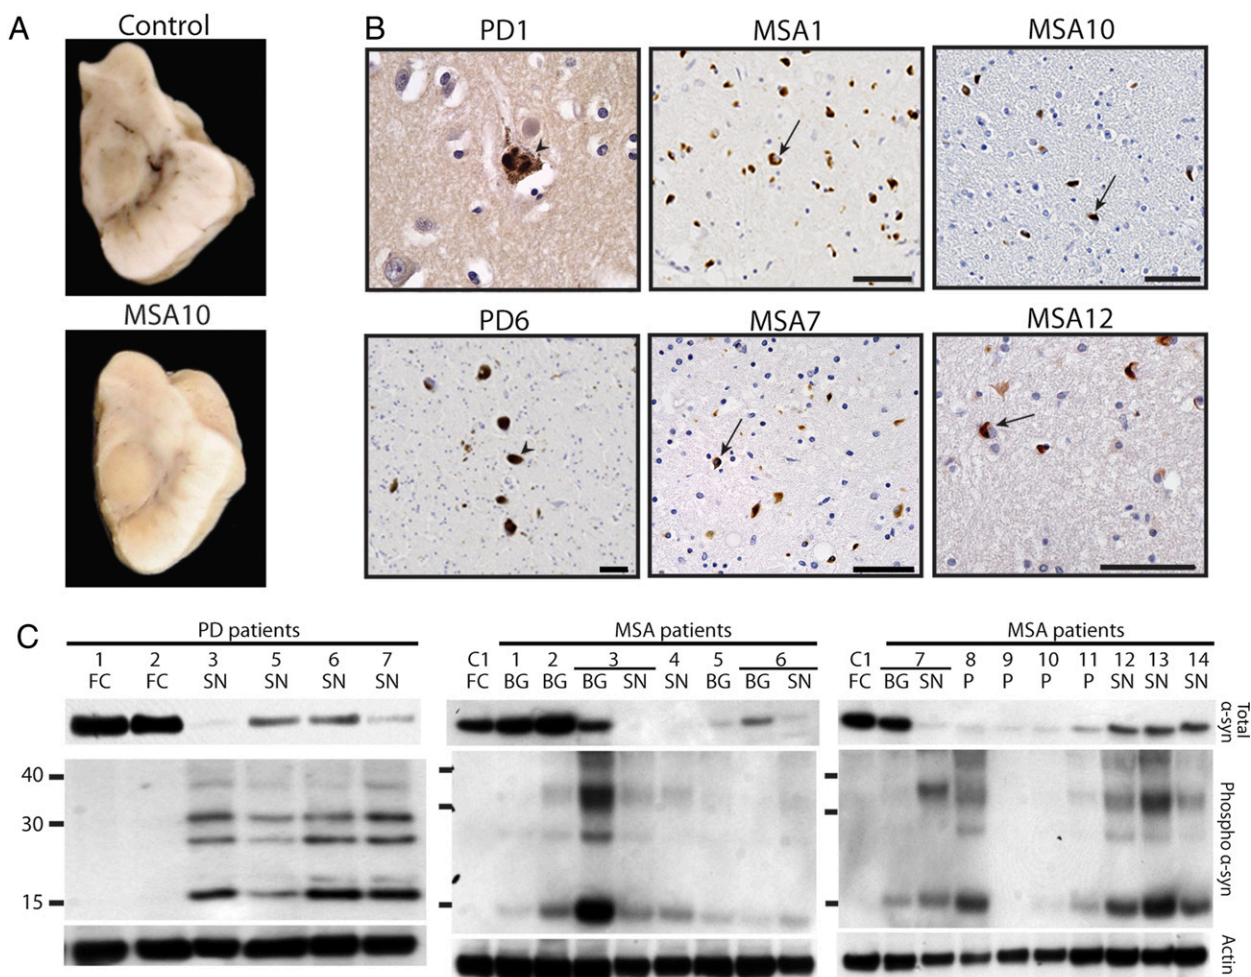 A
Control
MSA10
B
PD1 MSA1 MSA10
PD6 MSA7 MSA12
C
PD patients
1 2 3 5 6 7
FC FC SN SN SN SN
MSA patients
C1 1 2 3 4 5 6
FC BG BG BG SN SN BG BG SN
MSA patients
C1 7 8 9 10 11 12 13 14
FC BG SN P P P P SN SN SN
Total
α-syn
40
30
15
Phospho α-syn
Actin